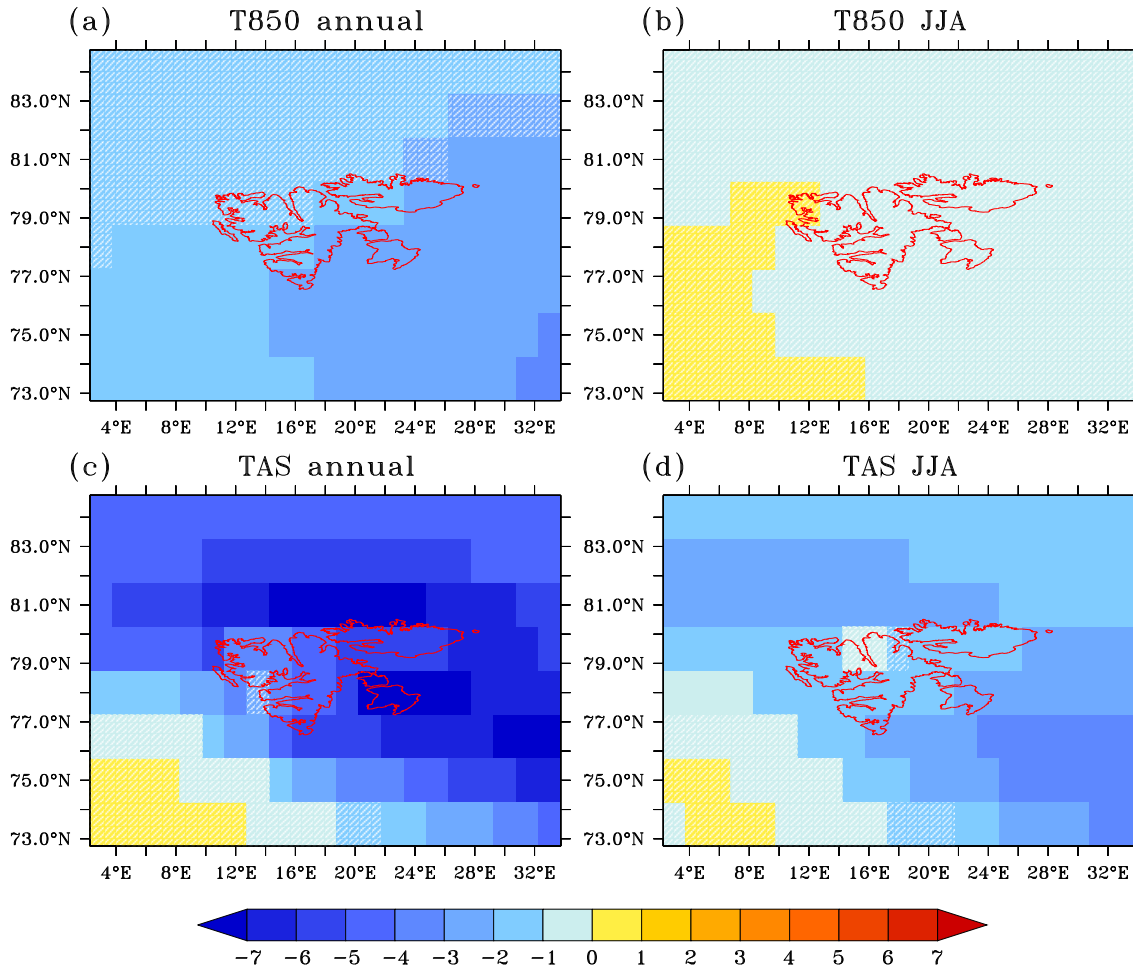 (a) T850 annual
(b) T850 JJA
83.0°N
81.0°N
79.0°N
77.0°N
75.0°N
73.0°N
4°E 8°E 12°E 16°E 20°E 24°E 28°E 32°E
83.0°N
81.0°N
79.0°N
77.0°N
75.0°N
73.0°N
4°E 8°E 12°E 16°E 20°E 24°E 28°E 32°E
(c) TAS annual
(d) TAS JJA
83.0°N
81.0°N
79.0°N
77.0°N
75.0°N
73.0°N
4°E 8°E 12°E 16°E 20°E 24°E 28°E 32°E
83.0°N
81.0°N
79.0°N
77.0°N
75.0°N
73.0°N
4°E 8°E 12°E 16°E 20°E 24°E 28°E 32°E
−7 −6 −5 −4 −3 −2 −1 0 1 2 3 4 5 6 7